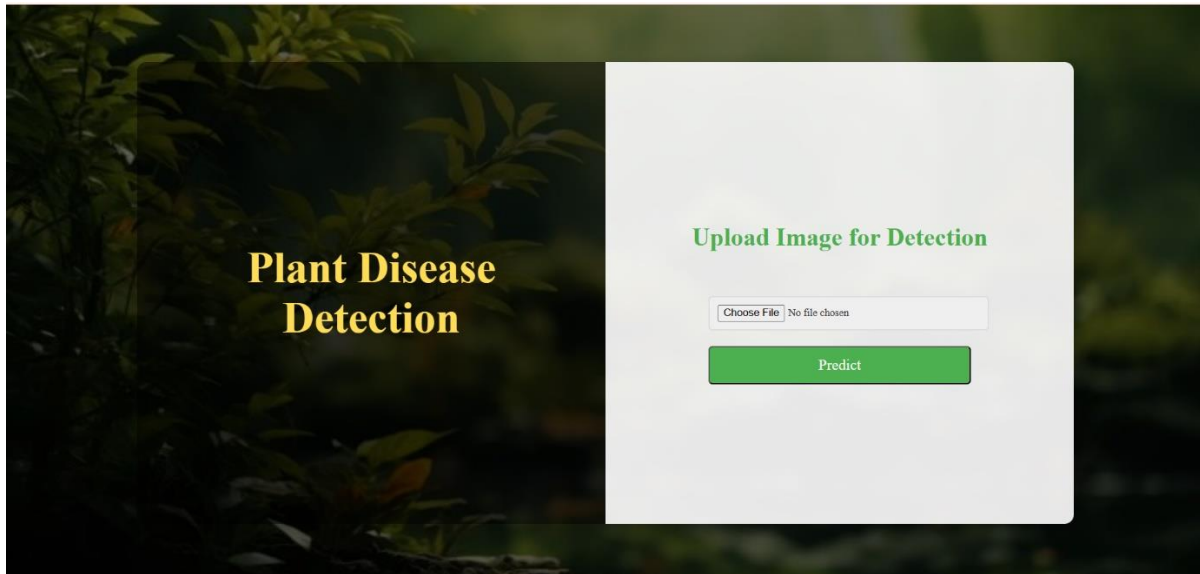 Plant Disease
Detection
Upload Image for Detection
Choose File No file chosen
Predict